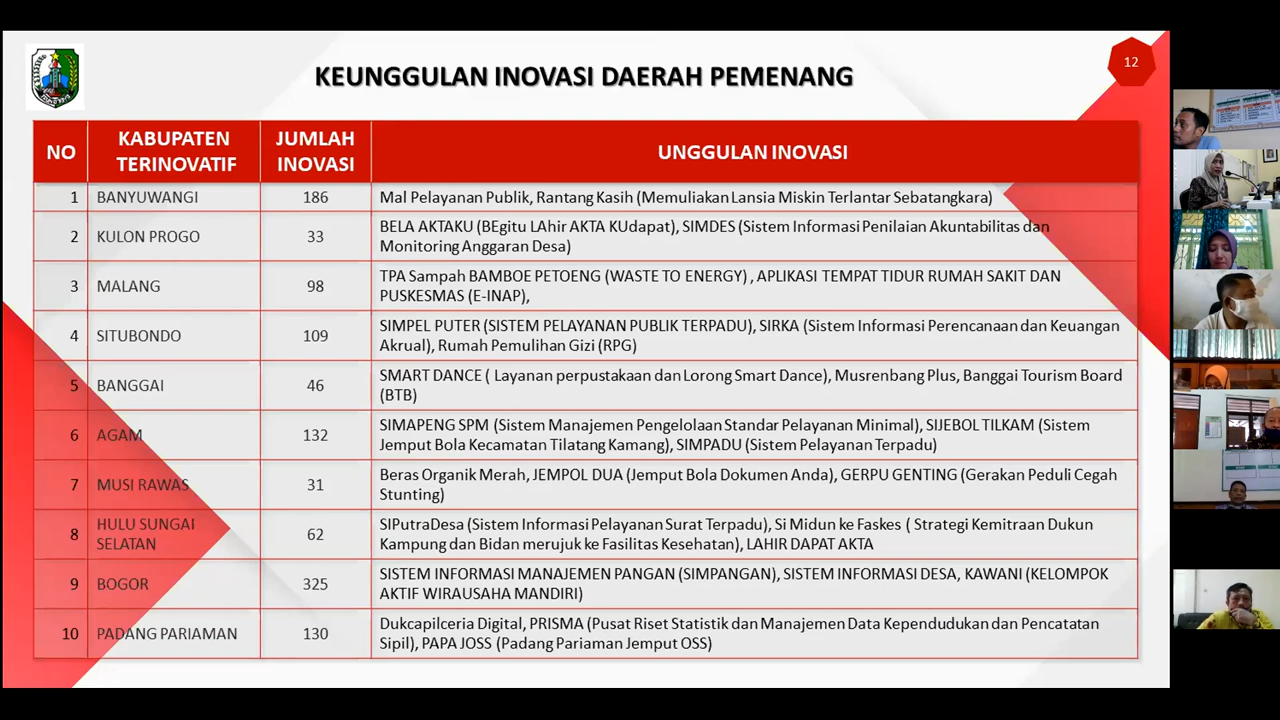 KEUNGGULAN INOVASI DAERAH PEMENANG
12
NO
KABUPATEN
TERINOVATIF
JUMLAH
INOVASI
UNGGULAN INOVASI
1
BANYUWANGI
186
Mal Pelayanan Publik, Rantang Kasih (Memuliakan Lansia Miskin Terlantar Sebatangkara)
2
KULON PROGO
33
BELA AKTAKU (BEgitu LAhir AKTA KUdapat), SIMDES (Sistem Informasi Penilaian Akuntabilitas dan
Monitoring Anggaran Desa)
3
MALANG
98
TPA Sampah BAMBOE PETOENG (WASTE TO ENERGY) , APLIKASI TEMPAT TIDUR RUMAH SAKIT DAN
PUSKESMAS (E-INAP),
4
SITUBONDO
109
SIMPEL PUTER (SISTEM PELAYANAN PUBLIK TERPADU), SIRKA (Sistem Informasi Perencanaan dan Keuangan
Akrual), Rumah Pemulihan Gizi (RPG)
5
BANGGAI
46
SMART DANCE ( Layanan perpustakaan dan Lorong Smart Dance), Musrenbang Plus, Banggai Tourism Board
(BTB)
6
AGAM
132
SIMAPENG SPM (Sistem Manajemen Pengelolaan Standar Pelayanan Minimal), SIJEBOL TILKAM (Sistem
Jemput Bola Kecamatan Tilatang Kamang), SIMPADU (Sistem Pelayanan Terpadu)
7
MUSI RAWAS
31
Beras Organik Merah, JEMPOL DUA (Jemput Bola Dokumen Anda), GERPU GENTING (Gerakan Peduli Cegah
Stunting)
8
HULU SUNGAI
SELATAN
62
SIPutraDesa (Sistem Informasi Pelayanan Surat Terpadu), Si Midun ke Faskes ( Strategi Kemitraan Dukun
Kampung dan Bidan merujuk ke Fasilitas Kesehatan), LAHIR DAPAT AKTA
9
BOGOR
325
SISTEM INFORMASI MANAJEMEN PANGAN (SIMPANGAN), SISTEM INFORMASI DESA, KAWANI (KELOMPOK
AKTIF WIRAUSAHA MANDIRI)
10
PADANG PARIAMAN
130
Dukcapilceria Digital, PRISMA (Pusat Riset Statistik dan Manajemen Data Kependudukan dan Pencatatan
Sipil), PAPA JOSS (Padang Pariaman Jemput OSS)